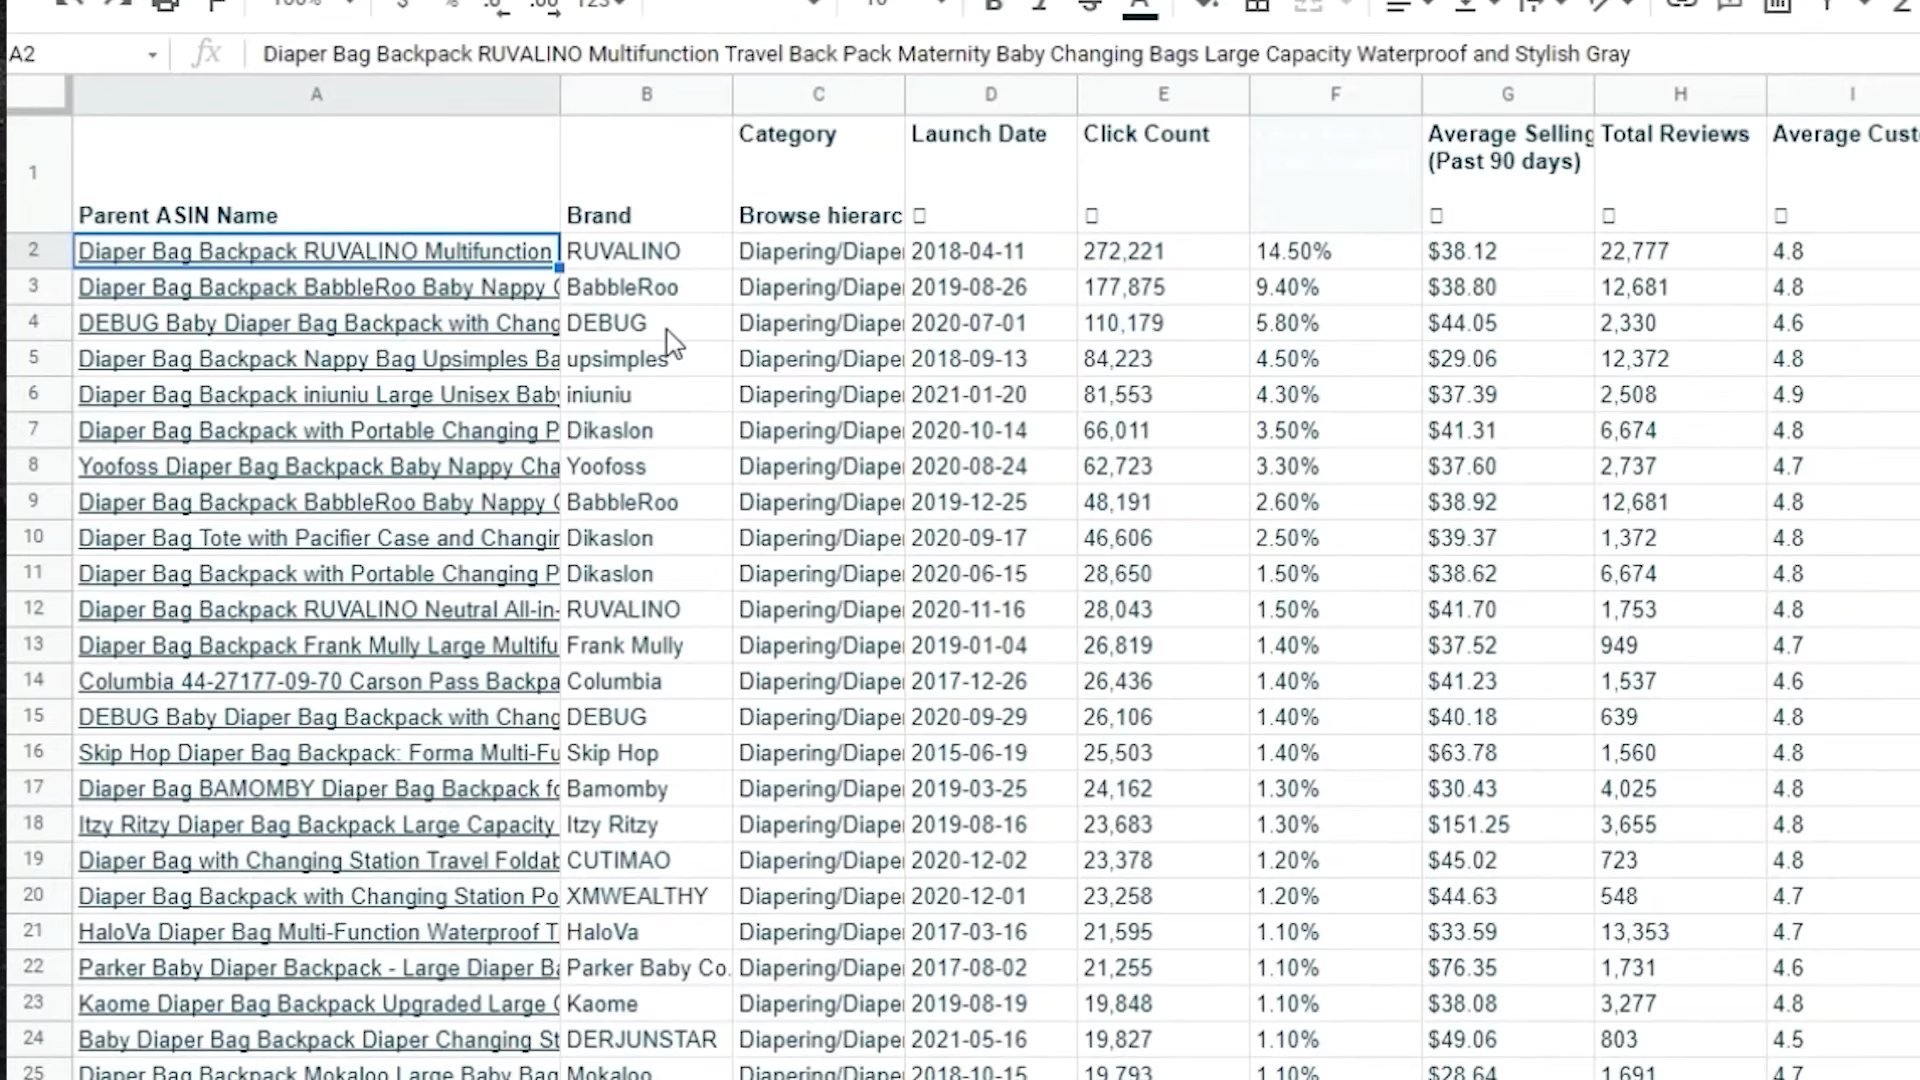 100%
$ % .0 .00 123
10 B I S A
A2 fx Diaper Bag Backpack RUVALINO Multifunction Travel Back Pack Maternity Baby Changing Bags Large Capacity Waterproof and Stylish Gray
A B C D E F G H I
Category Launch Date Click Count Average Selling Total Reviews Average Cust
(Past 90 days)
1
Parent ASIN Name Brand Browse hierarc
2 Diaper Bag Backpack RUVALINO Multifunction RUVALINO Diapering/Diape 2018-04-11 272,221 14.50% $38.12 22,777 4.8
3 Diaper Bag Backpack BabbleRoo Baby Nappy BabbleRoo Diapering/Diape 2019-08-26 177,875 9.40% $38.80 12,681 4.8
4 DEBUG Baby Diaper Bag Backpack with Chang DEBUG Diapering/Diape 2020-07-01 110,179 5.80% $44.05 2,330 4.6
5 Diaper Bag Backpack Nappy Bag Upsimples Ba upsimples Diapering/Diape 2018-09-13 84,223 4.50% $29.06 12,372 4.8
6 Diaper Bag Backpack iniuniu Large Unisex Baby iniuniu Diapering/Diape 2021-01-20 81,553 4.30% $37.39 2,508 4.9
7 Diaper Bag Backpack with Portable Changing P Dikaslon Diapering/Diape 2020-10-14 66,011 3.50% $41.31 6,674 4.8
8 Yoofoss Diaper Bag Backpack Baby Nappy Cha Yoofoss Diapering/Diape 2020-08-24 62,723 3.30% $37.60 2,737 4.7
9 Diaper Bag Backpack BabbleRoo Baby Nappy BabbleRoo Diapering/Diape 2019-12-25 48,191 2.60% $38.92 12,681 4.8
10 Diaper Bag Tote with Pacifier Case and Changin Dikaslon Diapering/Diape 2020-09-17 46,606 2.50% $39.37 1,372 4.8
11 Diaper Bag Backpack with Portable Changing P Dikaslon Diapering/Diape 2020-06-15 28,650 1.50% $38.62 6,674 4.8
12 Diaper Bag Backpack RUVALINO Neutral All-in- RUVALINO Diapering/Diape 2020-11-16 28,043 1.50% $41.70 1,753 4.8
13 Diaper Bag Backpack Frank Mully Large Multifu Frank Mully Diapering/Diape 2019-01-04 26,819 1.40% $37.52 949 4.7
14 Columbia 44-27177-09-70 Carson Pass Backpa Columbia Diapering/Diape 2017-12-26 26,436 1.40% $41.23 1,537 4.6
15 DEBUG Baby Diaper Bag Backpack with Chang DEBUG Diapering/Diape 2020-09-29 26,106 1.40% $40.18 639 4.8
16 Skip Hop Diaper Bag Backpack: Forma Multi-Fu Skip Hop Diapering/Diape 2015-06-19 25,503 1.40% $63.78 1,560 4.8
17 Diaper Bag BAMOMBY Diaper Bag Backpack fo Bamomby Diapering/Diape 2019-03-25 24,162 1.30% $30.43 4,025 4.8
18 Itzy Ritzy Diaper Bag Backpack Large Capacity Itzy Ritzy Diapering/Diape 2019-08-16 23,683 1.30% $151.25 3,655 4.8
19 Diaper Bag with Changing Station Travel Foldab CUTIMAO Diapering/Diape 2020-12-02 23,378 1.20% $45.02 723 4.8
20 Diaper Bag Backpack with Changing Station Po XMWEALTHY Diapering/Diape 2020-12-01 23,258 1.20% $44.63 548 4.7
21 HaloVa Diaper Bag Multi-Function Waterproof T HaloVa Diapering/Diape 2017-03-16 21,595 1.10% $33.59 13,353 4.7
22 Parker Baby Diaper Backpack - Large Diaper Ba Parker Baby Co. Diapering/Diape 2017-08-02 21,255 1.10% $76.35 1,731 4.6
23 Kaome Diaper Bag Backpack Upgraded Large Kaome Diapering/Diape 2019-08-19 19,848 1.10% $38.08 3,277 4.8
24 Baby Diaper Bag Backpack Diaper Changing St DERJUNSTAR Diapering/Diape 2021-05-16 19,827 1.10% $49.06 803 4.5
25 Diaper Bag Backpack Mokaloo Large Baby Bag Mokaloo Diapering/Diape 2018-10-15 19,793 1.10% $28.64 1,691 4.7